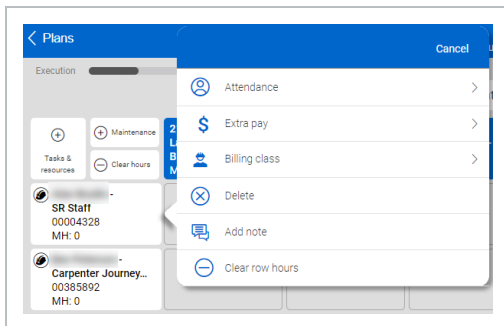 Plans
Cancel
Execution
Attendance
Extra pay
Maintenance
Tasks &
resources
Clear hours
2
B
M
Billing class
Delete
Add note
Clear row hours
-
SR Staff
00004328
MH: 0
-
Carpenter Journey...
00385892
MH: 0